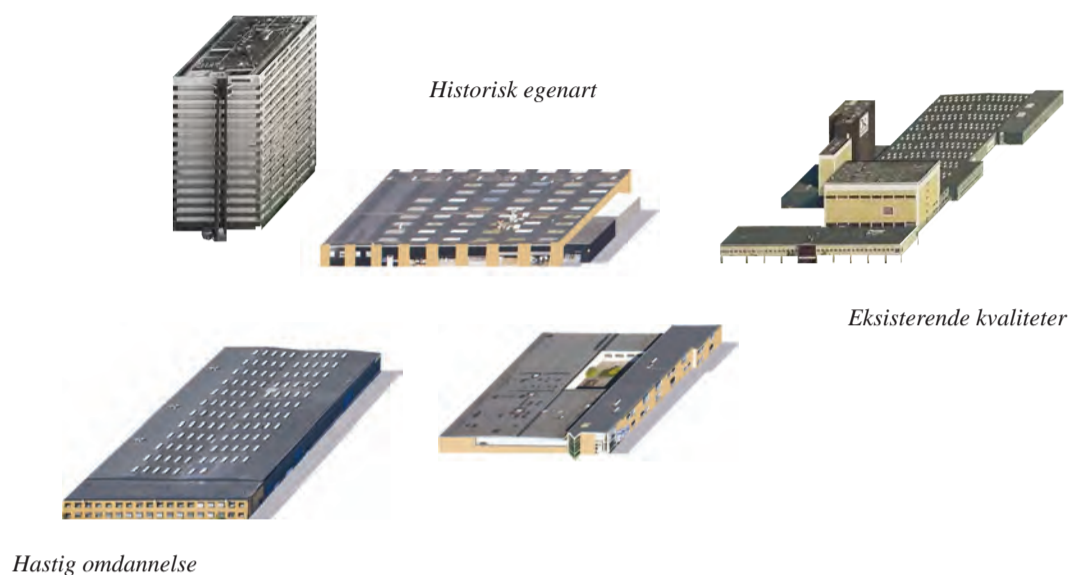 Historisk egenart
Eksisterende kvaliteter
Hastig omdannelse